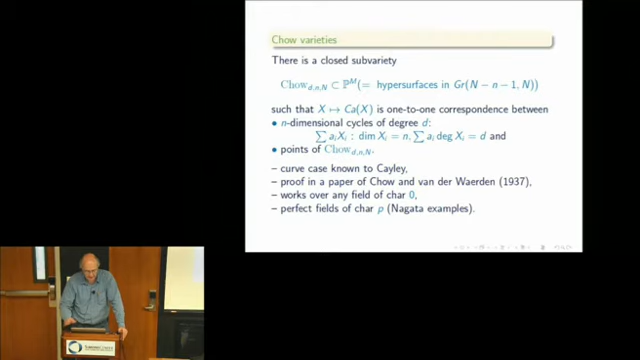 Chow varieties
There is a closed subvariety
Chow_{d,n,N} ⊂ ℙ^M(= hypersurfaces in Gr(N − n − 1, N))
such that X ↦ Ca(X) is one-to-one correspondence between
• n-dimensional cycles of degree d:
∑ a_i X_i : dim X_i = n, ∑ a_i deg X_i = d and
• points of Chow_{d,n,N}.
– curve case known to Cayley,
– proof in a paper of Chow and van der Waerden (1937),
– works over any field of char 0,
– perfect fields of char p (Nagata examples).